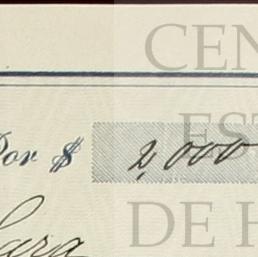 CEN
Por $ 2,000
EST
DE H